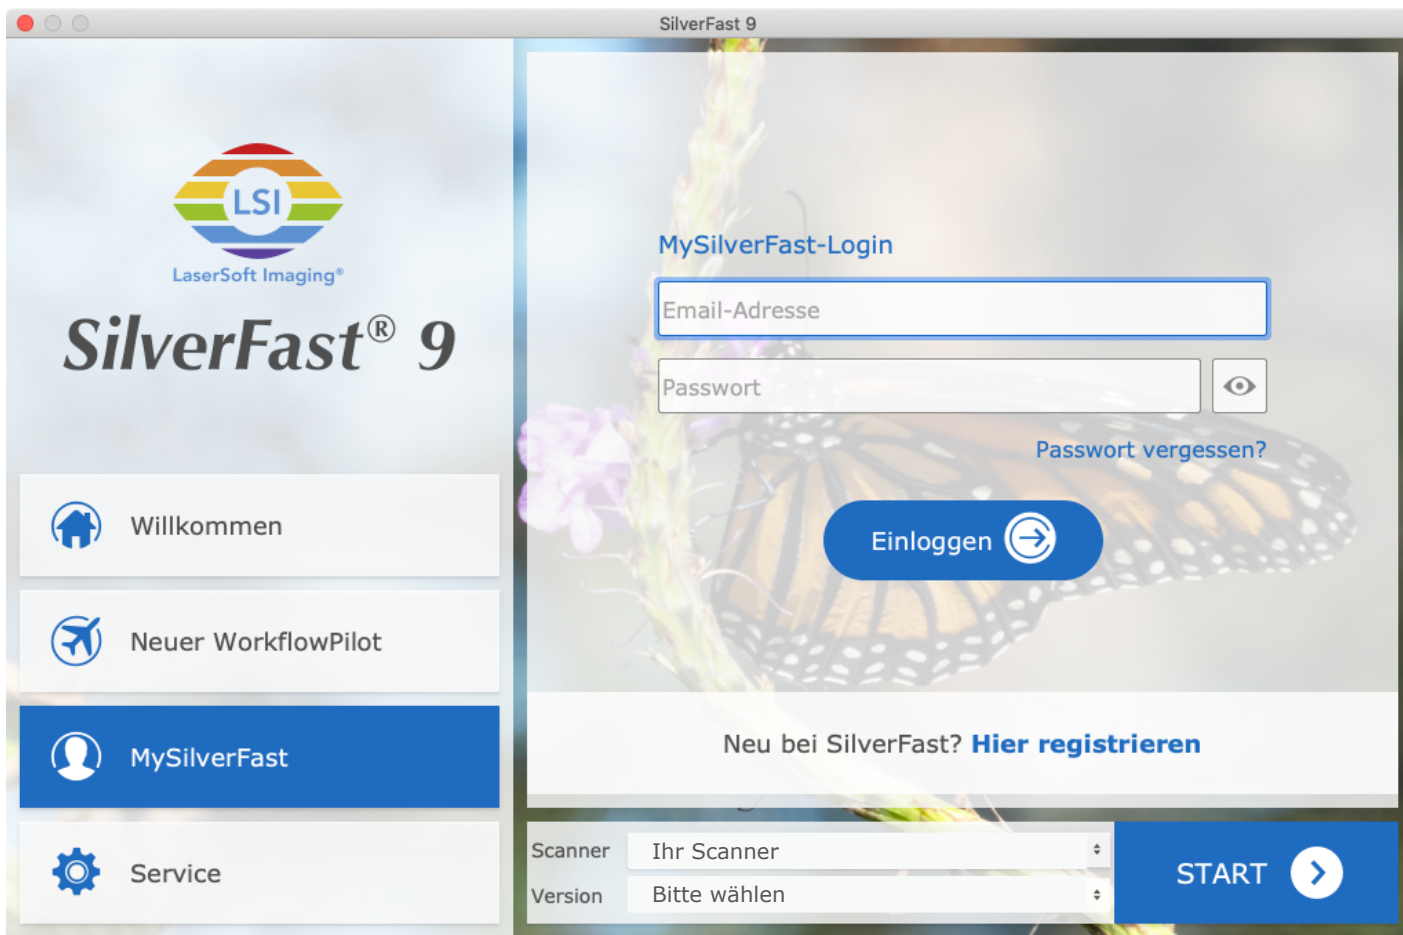 SilverFast 9
LSI
LaserSoft Imaging®
SilverFast® 9
Willkommen
Neuer WorkflowPilot
MySilverFast
Service
MySilverFast-Login
Email-Adresse
Passwort
Passwort vergessen?
Einloggen
Neu bei SilverFast? Hier registrieren
Scanner Ihr Scanner
Version Bitte wählen
START